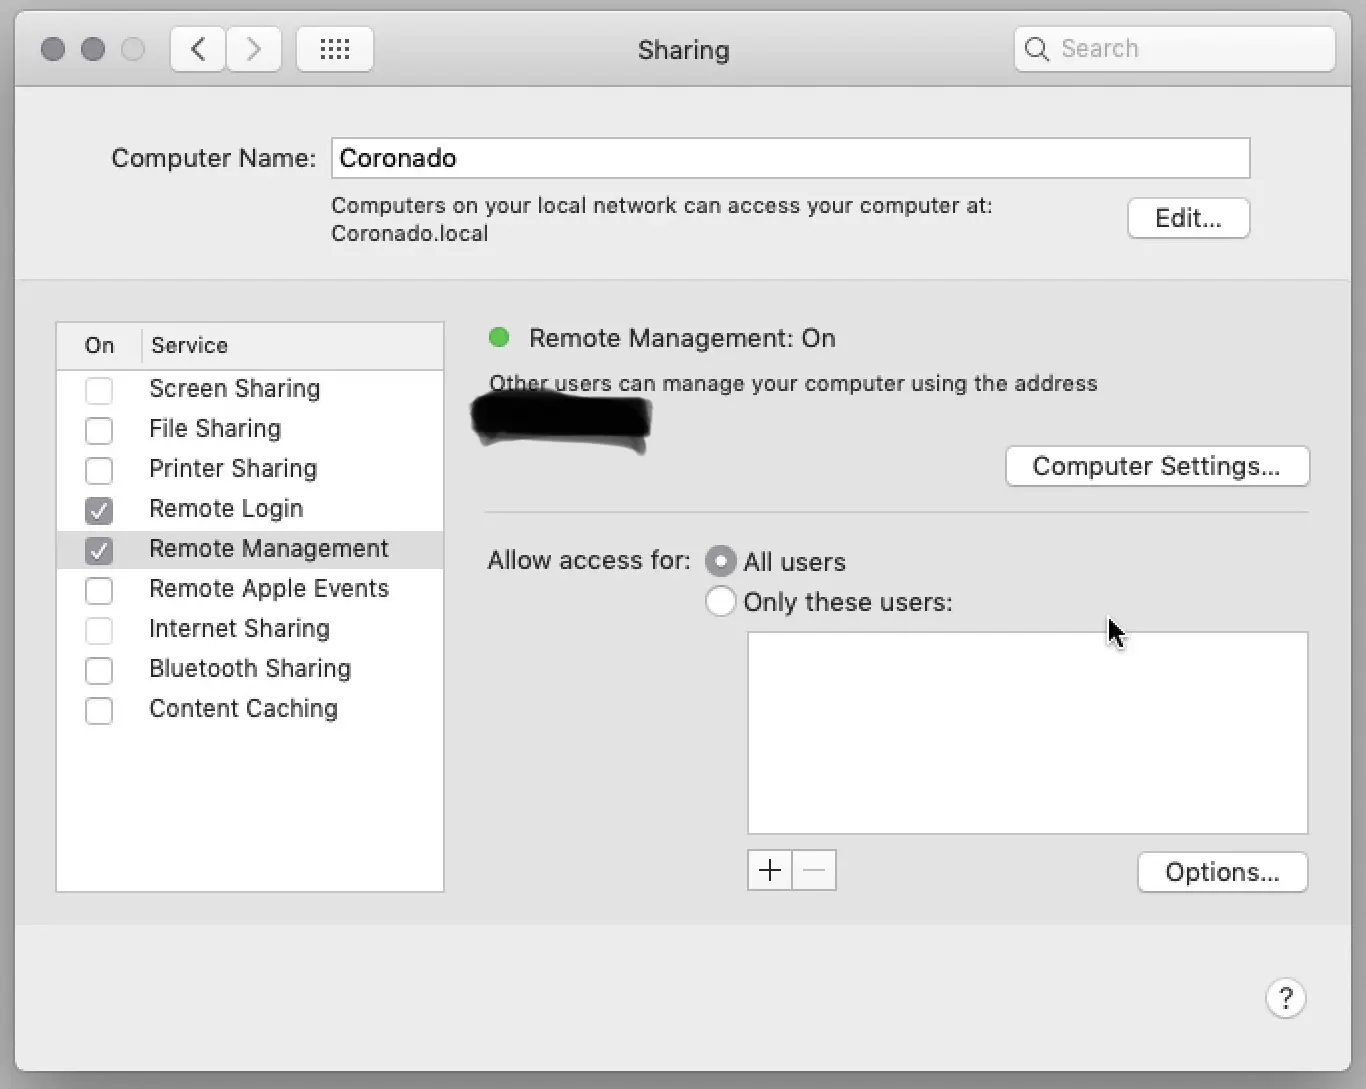 Sharing
Search
Computer Name: Coronado
Computers on your local network can access your computer at:
Coronado.local
Edit...
On Service
Screen Sharing
File Sharing
Printer Sharing
Remote Login
Remote Management
Remote Apple Events
Internet Sharing
Bluetooth Sharing
Content Caching
Remote Management: On
Other users can manage your computer using the address
Computer Settings...
Allow access for: All users
Only these users:
+ −
Options...
?